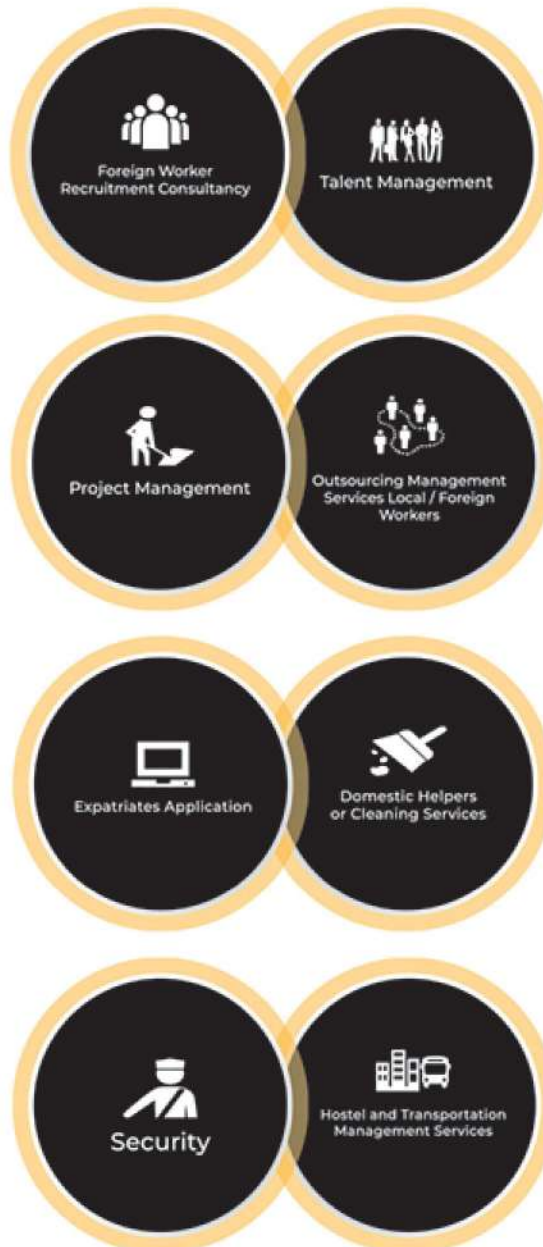 Foreign Worker
Recruitment Consultancy
Talent Management
Project Management
Outsourcing Management
Services Local / Foreign
Workers
Expatriates Application
Domestic Helpers
or Cleaning Services
Security
Hostel and Transportation
Management Services